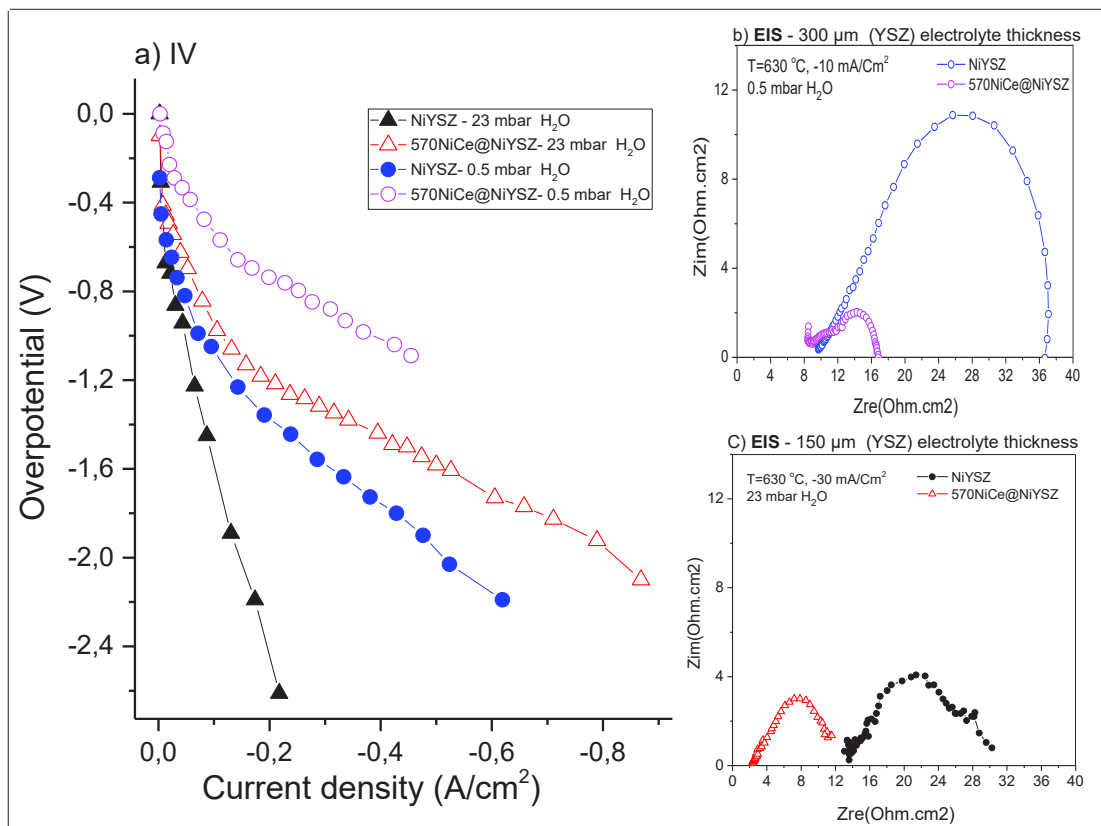 a) IV
0,0
-0,4
-0,8
-1,2
-1,6
-2,0
-2,4
Overpotential (V)
0,0
-0,2
-0,4
-0,6
-0,8
Current density (A/cm²)
NiYSZ - 23 mbar H₂O
570NiCe@NiYSZ- 23 mbar H₂O
NiYSZ- 0.5 mbar H₂O
570NiCe@NiYSZ- 0.5 mbar H₂O
b) EIS - 300 µm (YSZ) electrolyte thickness
T=630 °C, -10 mA/Cm²
0.5 mbar H₂O
NiYSZ
570NiCe@NiYSZ
12
8
4
0
Zim(Ohm.cm2)
0 4 8 12 16 20 24 28 32 36 40
Zre(Ohm.cm2)
C) EIS - 150 µm (YSZ) electrolyte thickness
T=630 °C, -30 mA/Cm²
23 mbar H₂O
NiYSZ
570NiCe@NiYSZ
12
8
4
0
Zim(Ohm.cm2)
0 4 8 12 16 20 24 28 32 36 40
Zre(Ohm.cm2)